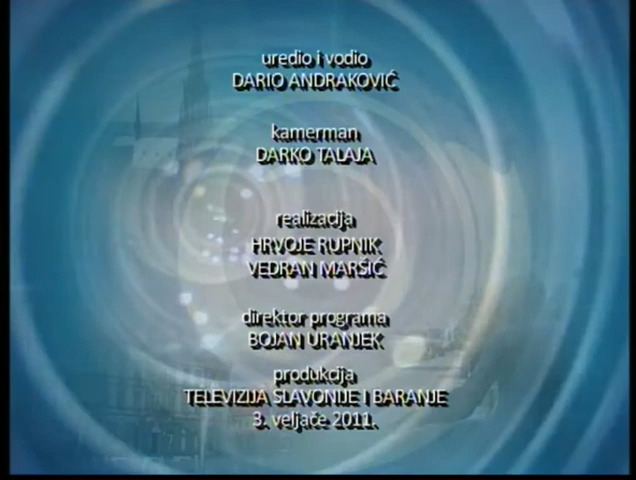 uredio i vodio
DARIO ANDRAKOVIĆ
kamerman
DARKO TALAJA
realizacija
HRVOJE RUPNIK
VEDRAN MARŠIĆ
direktor programa
BOJAN URANJEK
produkcija
TELEVIZIJA SLAVONIJE I BARANJE
3. veljače 2011.